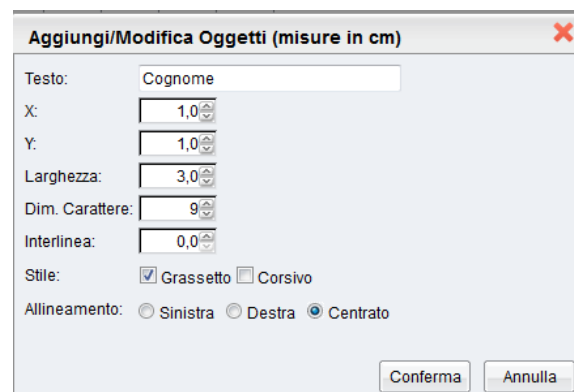 Aggiungi/Modifica Oggetti (misure in cm)
Testo: Cognome
X: 1,0
Y: 1,0
Larghezza: 3,0
Dim. Carattere: 9
Interlinea: 0,0
Stile: Grassetto Corsivo
Allineamento: Sinistra Destra Centrato
Conferma Annulla